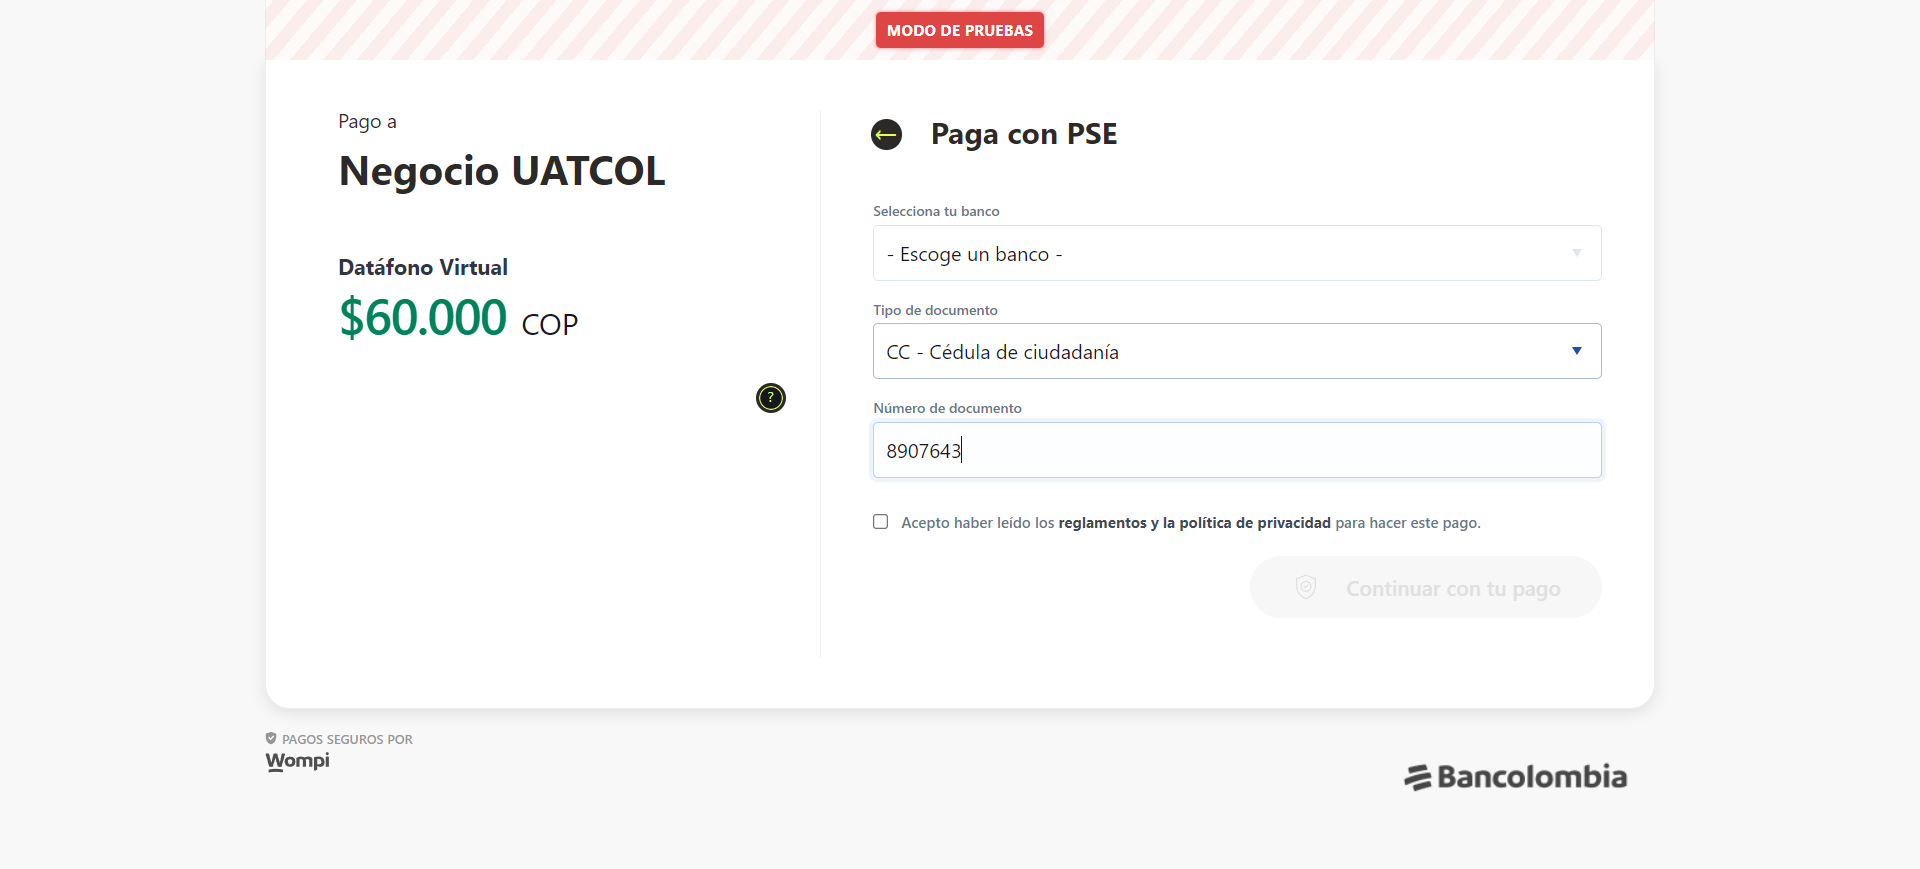 MODO DE PRUEBAS
Pago a
Negocio UATCOL
Datáfono Virtual
$60.000 COP
?
Paga con PSE
Selecciona tu banco
- Escoge un banco -
Tipo de documento
CC - Cédula de ciudadanía
Número de documento
8907643
Acepto haber leído los reglamentos y la política de privacidad para hacer este pago.
Continuar con tu pago
PAGOS SEGUROS POR
Wompi
Bancolombia